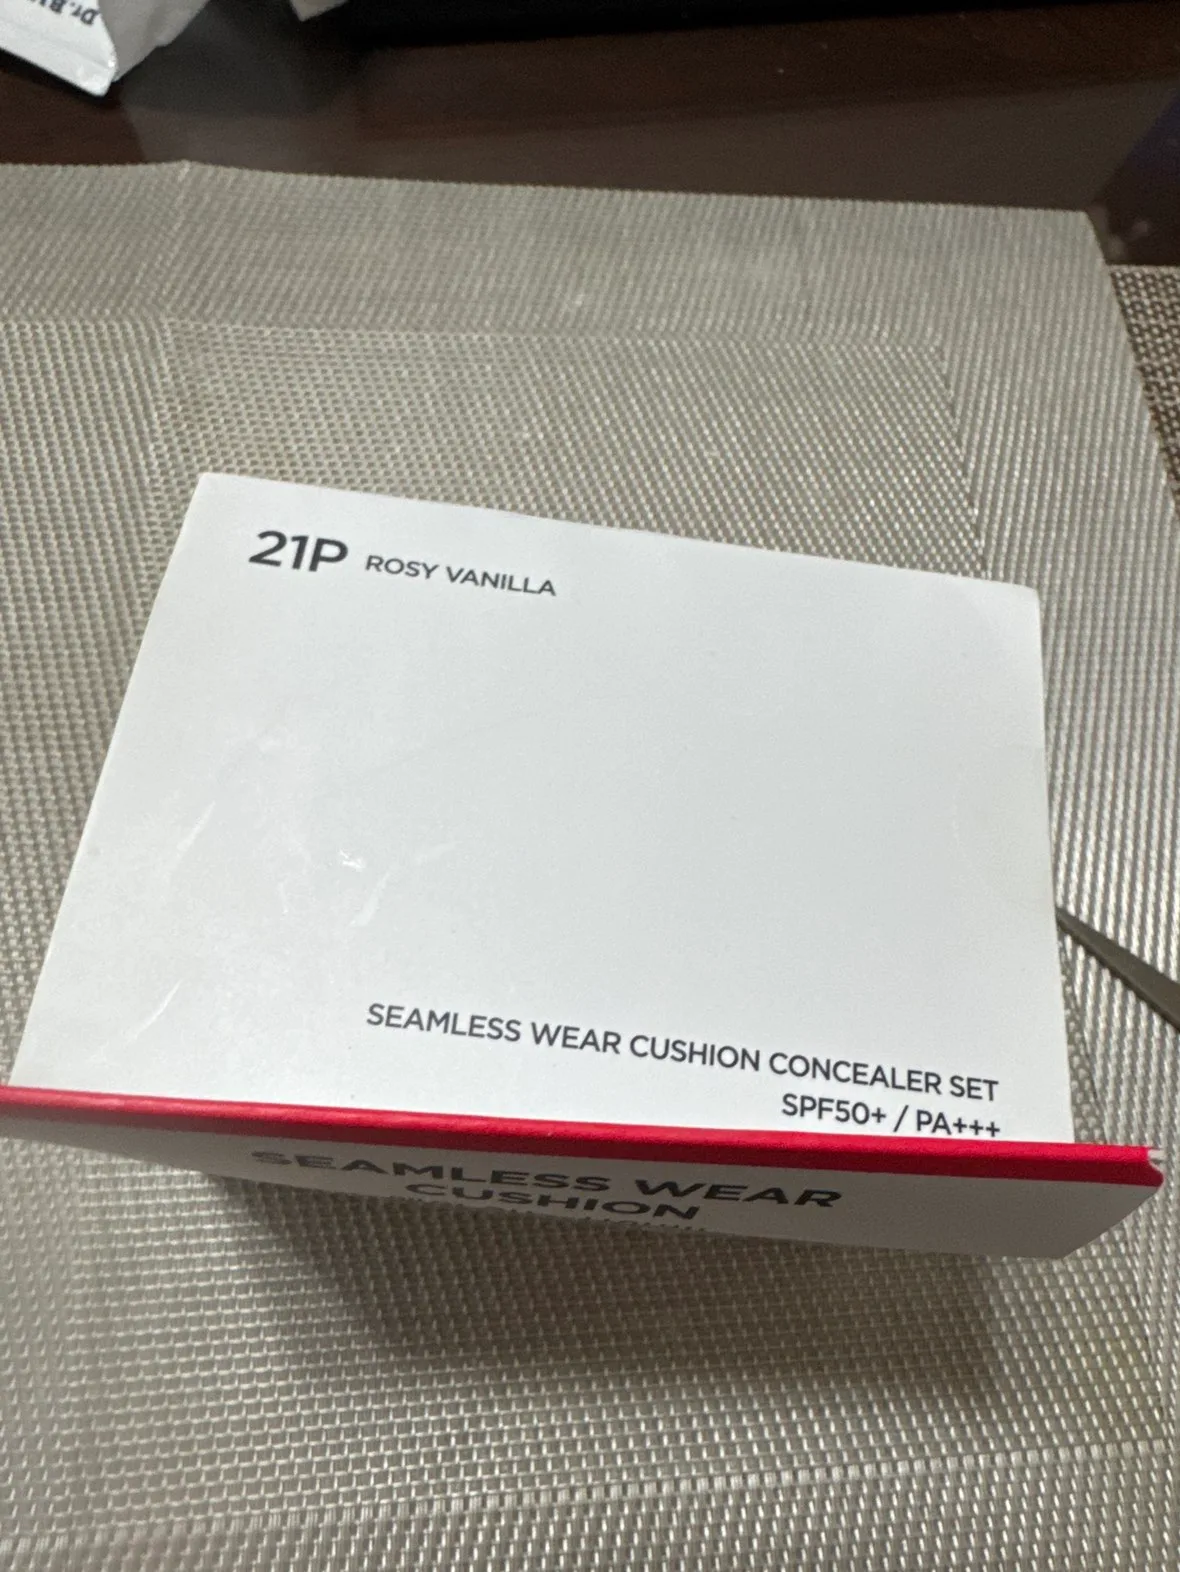 21P ROSY VANILLA
SEAMLESS WEAR CUSHION CONCEALER SET
SPF50+ / PA+++
SEAMLESS WEAR
CUSHION